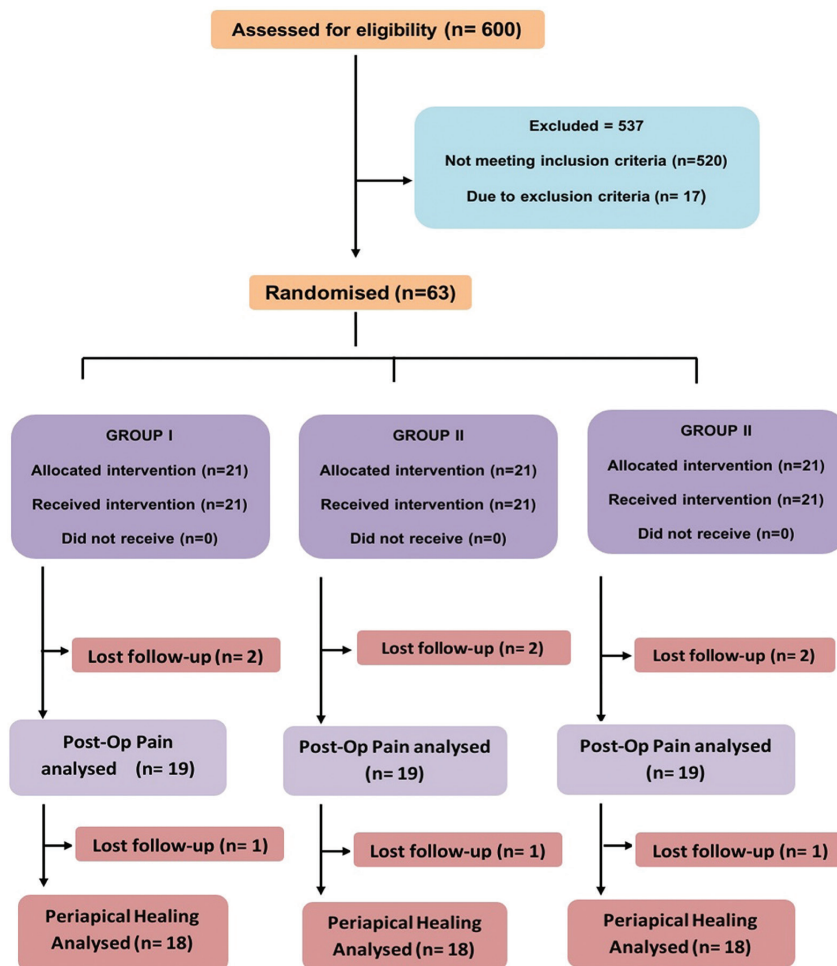 Assessed for eligibility (n= 600)
Excluded = 537
Not meeting inclusion criteria (n=520)
Due to exclusion criteria (n= 17)
Randomised (n=63)
GROUP I
Allocated intervention (n=21)
Received intervention (n=21)
Did not receive (n=0)
GROUP II
Allocated intervention (n=21)
Received intervention (n=21)
Did not receive (n=0)
GROUP II
Allocated intervention (n=21)
Received intervention (n=21)
Did not receive (n=0)
Lost follow-up (n= 2)
Lost follow-up (n= 2)
Lost follow-up (n= 2)
Post-Op Pain
analysed (n= 19)
Post-Op Pain analysed
(n= 19)
Post-Op Pain analysed
(n= 19)
Lost follow-up (n= 1)
Lost follow-up (n= 1)
Lost follow-up (n= 1)
Periapical Healing
Analysed (n= 18)
Periapical Healing
Analysed (n= 18)
Periapical Healing
Analysed (n= 18)